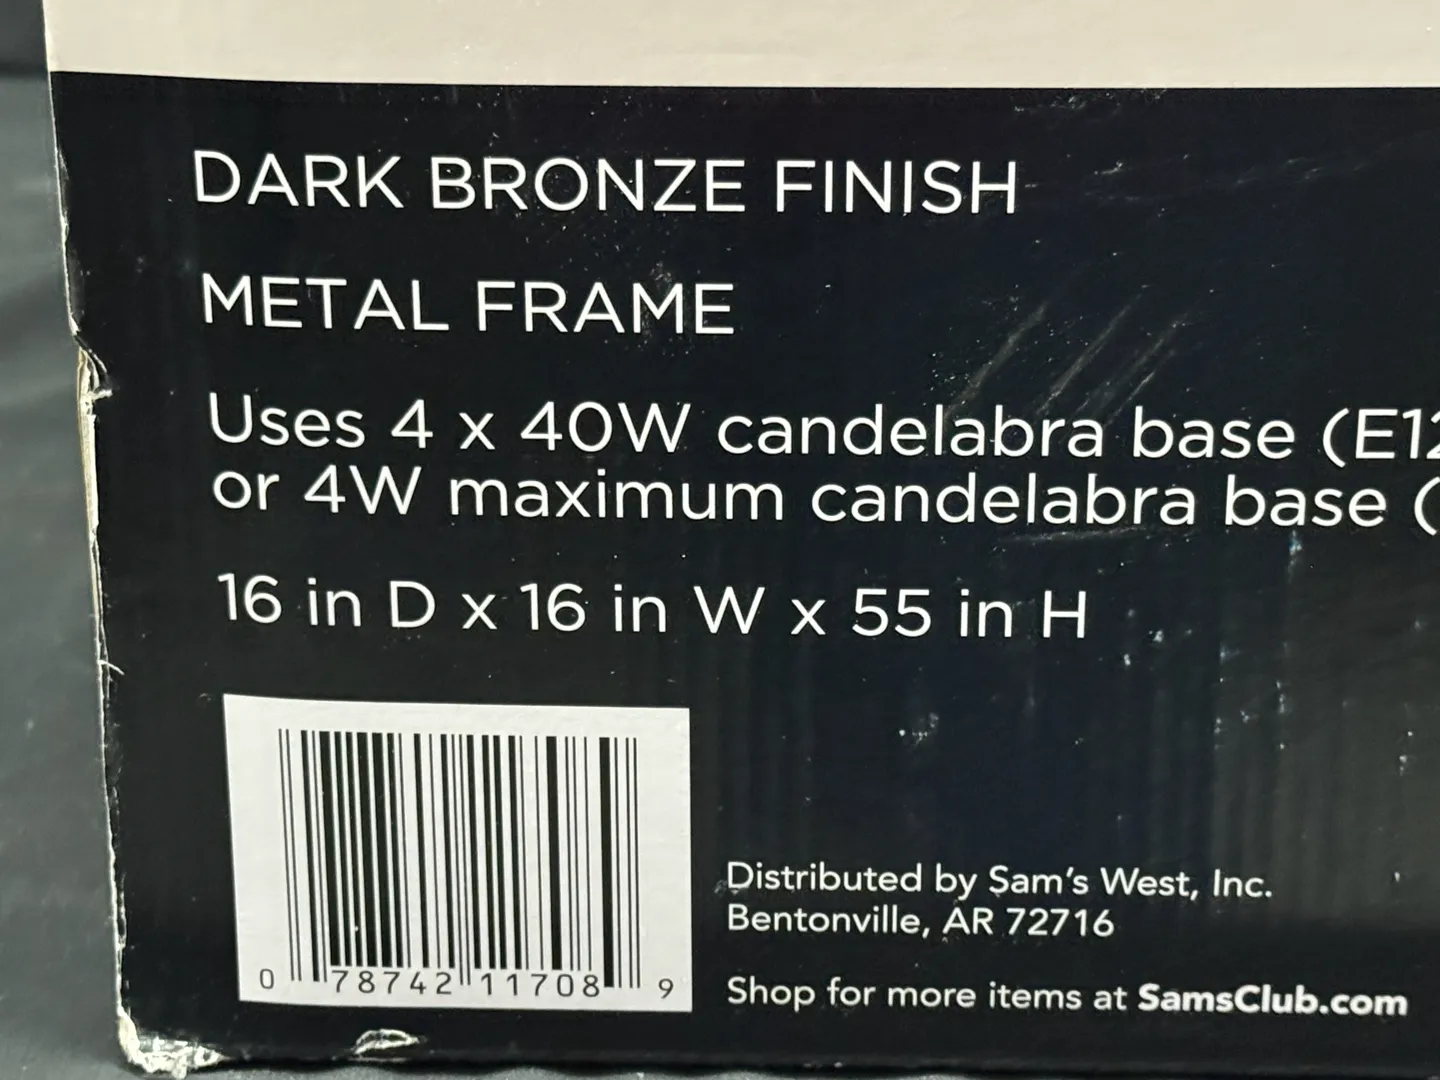 DARK BRONZE FINISH
METAL FRAME
Uses 4 x 40W candelabra base (E12
or 4W maximum candelabra base (
16 in D x 16 in W x 55 in H
0 78742 11708 9
Distributed by Sam's West, Inc.
Bentonville, AR 72716
Shop for more items at SamsClub.com